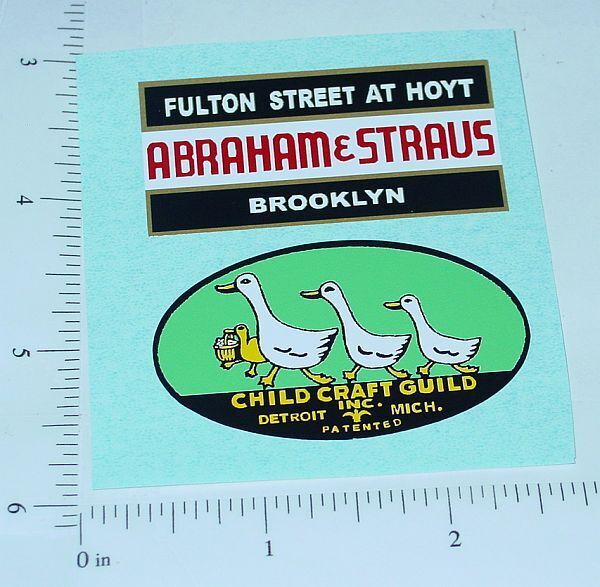 FULTON STREET AT HOYT
ABRAHAM & STRAUS
BROOKLYN
CHILD CRAFT GUILD
INC.
DETROIT MICH.
PATENTED
3
4
5
6
0 in 1 2